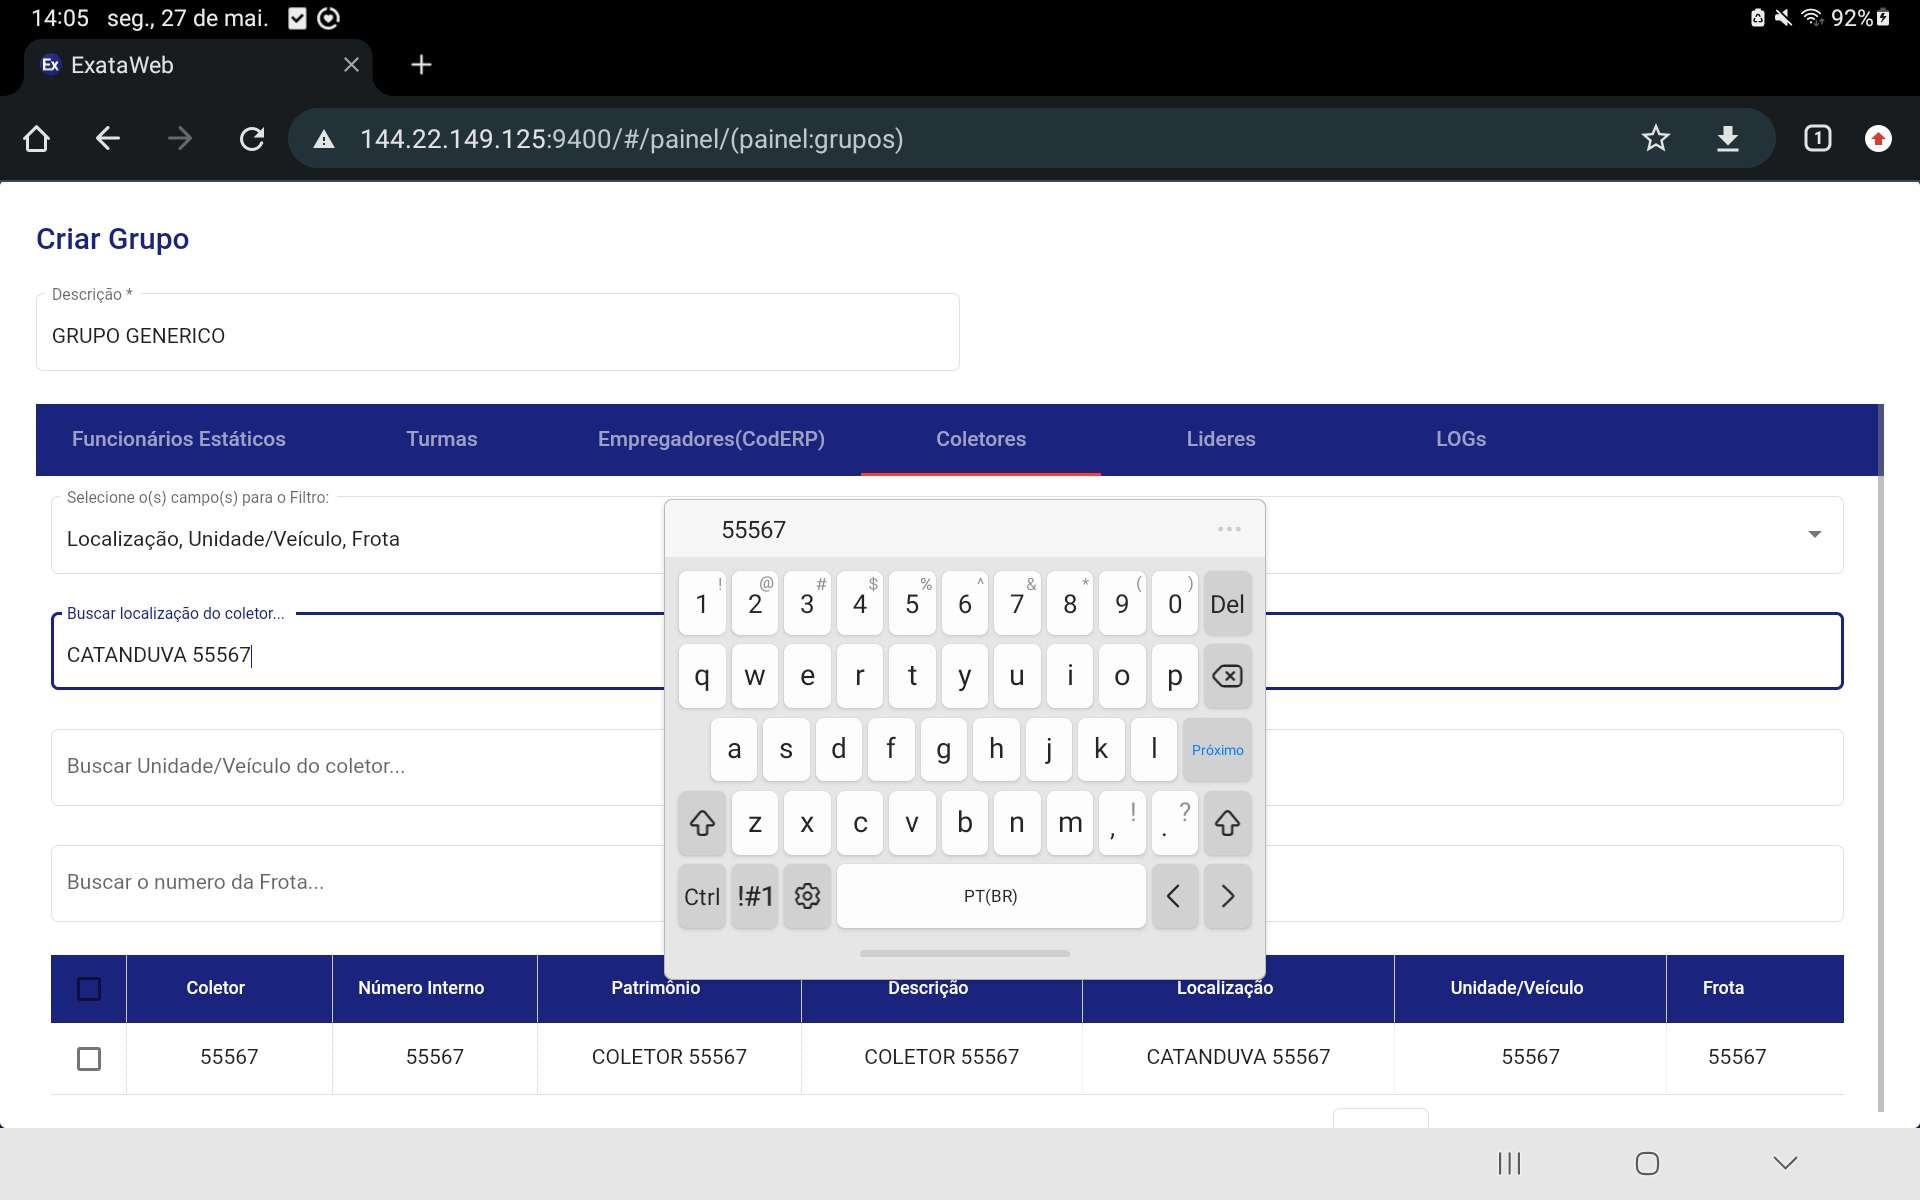 14:05 seg., 27 de mai.
92%
Ex ExataWeb
144.22.149.125:9400/#/painel/(painel:grupos)
1
Criar Grupo
Descrição *
GRUPO GENERICO
Funcionários Estáticos Turmas Empregadores(CodERP) Coletores Lideres LOGs
Selecione o(s) campo(s) para o Filtro:
Localização, Unidade/Veículo, Frota
Buscar localização do coletor...
CATANDUVA 55567
Buscar Unidade/Veículo do coletor...
Buscar o numero da Frota...
55567 ...
! @ # $ % ^ & * ( )
1 2 3 4 5 6 7 8 9 0 Del
q w e r t y u i o p
a s d f g h j k l Próximo
z x c v b n m , ! . ?
Ctrl !#1 PT(BR) < >
Coletor Número Interno Patrimônio Descrição Localização Unidade/Veículo Frota
55567 55567 COLETOR 55567 COLETOR 55567 CATANDUVA 55567 55567 55567